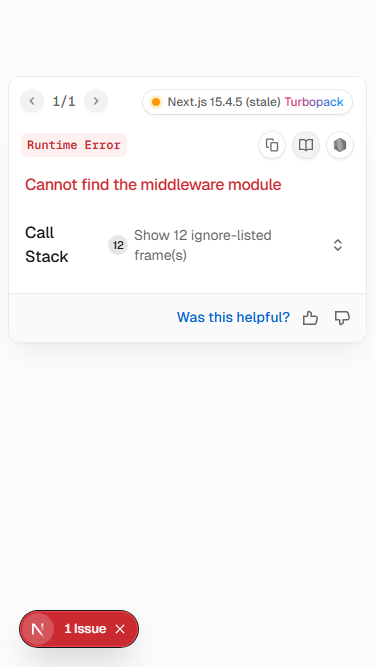 1/1
Next.js 15.4.5 (stale) Turbopack
Runtime Error
Cannot find the middleware module
Call
Stack
12
Show 12 ignore-listed
frame(s)
Was this helpful?
N
1 Issue